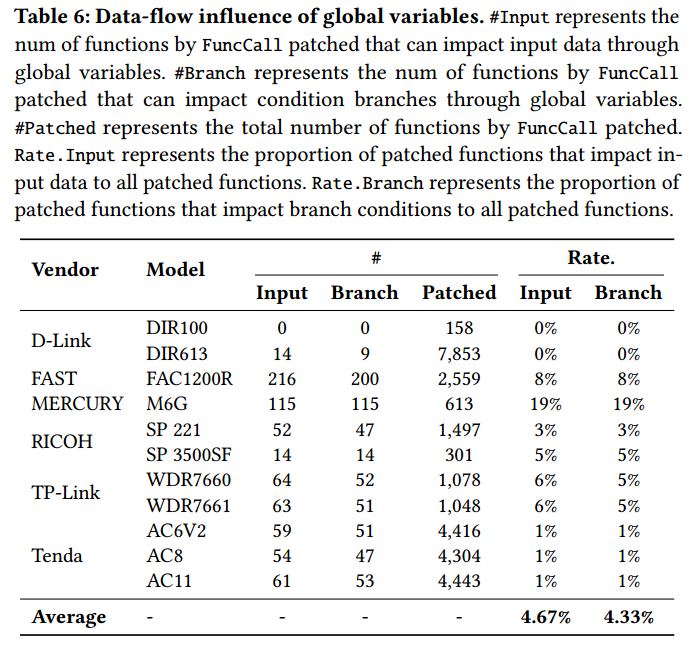 Table 6: Data-flow influence of global variables. #Input represents the
num of functions by FuncCall patched that can impact input data through
global variables. #Branch represents the num of functions by FuncCall
patched that can impact condition branches through global variables.
#Patched represents the total number of functions by FuncCall patched.
Rate.Input represents the proportion of patched functions that impact in-
put data to all patched functions. Rate.Branch represents the proportion of
patched functions that impact branch conditions to all patched functions.
Vendor Model # Rate.
Input Branch Patched Input Branch
D-Link DIR100 0 0 158 0% 0%
DIR613 14 9 7,853 0% 0%
FAST FAC1200R 216 200 2,559 8% 8%
MERCURY M6G 115 115 613 19% 19%
RICOH SP 221 52 47 1,497 3% 3%
SP 3500SF 14 14 301 5% 5%
TP-Link WDR7660 64 52 1,078 6% 5%
WDR7661 63 51 1,048 6% 5%
Tenda AC6V2 59 51 4,416 1% 1%
AC8 54 47 4,304 1% 1%
AC11 61 53 4,443 1% 1%
Average - - - - 4.67% 4.33%